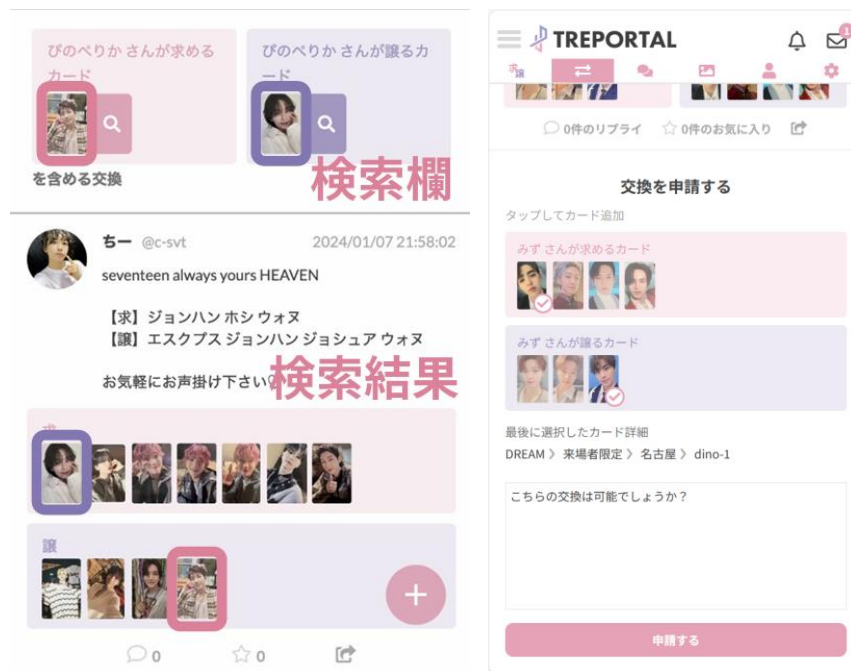 ぴのぺりか さんが求める
カード
ぴのぺりか さんが譲るカ
ード
を含める交換
検索欄
ちー @c-svt
2024/01/07 21:58:02
seventeen always yours HEAVEN
【求】ジョンハン ホシ ウォヌ
【譲】エスクプス ジョンハン ジョシュア ウォヌ
お気軽にお声掛け下さい♡
検索結果
求
譲
0
0
TREPORTAL
1
求
譲
0件のリプライ
0件のお気に入り
交換を申請する
タップしてカード追加
みず さんが求めるカード
みず さんが譲るカード
最後に選択したカード詳細
DREAM 》 来場者限定 》 名古屋 》 dino-1
こちらの交換は可能でしょうか？
申請する